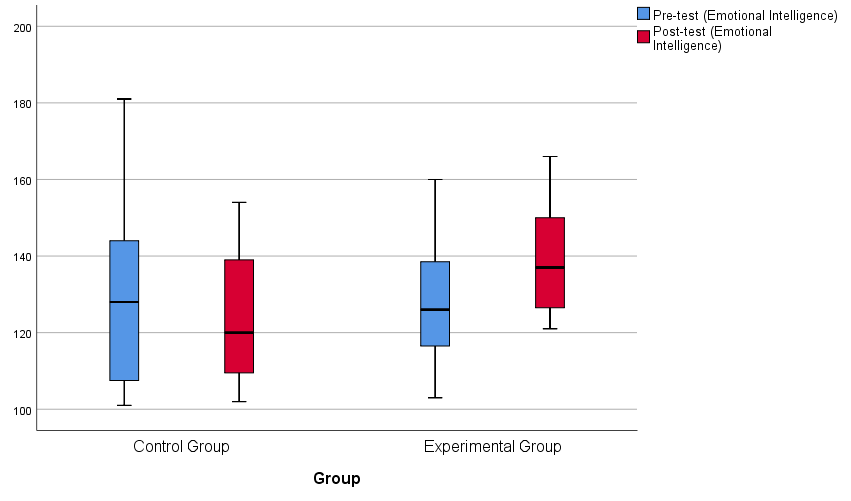 200
180
160
140
120
100
Control Group
Experimental Group
Group
Pre-test (Emotional Intelligence)
Post-test (Emotional
Intelligence)